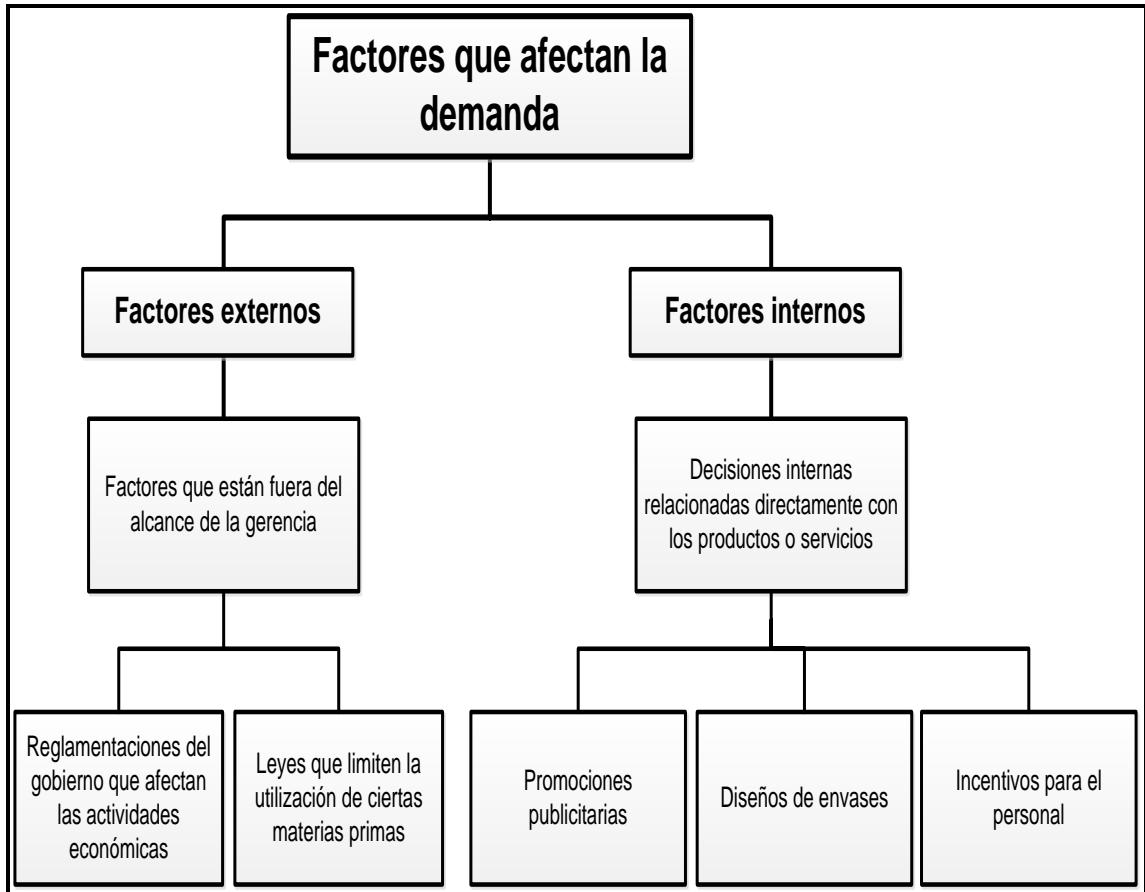 Factores que afectan la
demanda
Factores externos
Factores internos
Factores que están fuera del
alcance de la gerencia
Decisiones internas
relacionadas directamente con
los productos o servicios
Reglamentaciones del
gobierno que afectan
las actividades
económicas
Leyes que limiten la
utilización de ciertas
materias primas
Promociones
publicitarias
Diseños de envases
Incentivos para el
personal